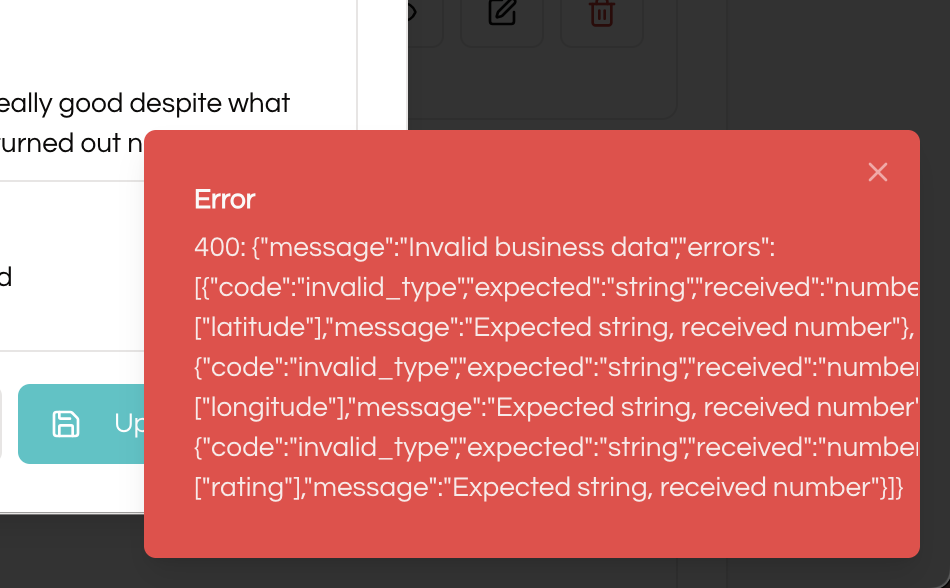 eally good despite what
urned out n
Error
400: {"message":"Invalid business data","errors":
[{"code":"invalid_type","expected":"string","received":"numbe
["latitude"],"message":"Expected string, received number"},
{"code":"invalid_type","expected":"string","received":"number
["longitude"],"message":"Expected string, received number"
{"code":"invalid_type","expected":"string","received":"number
["rating"],"message":"Expected string, received number"}]}
d
Up